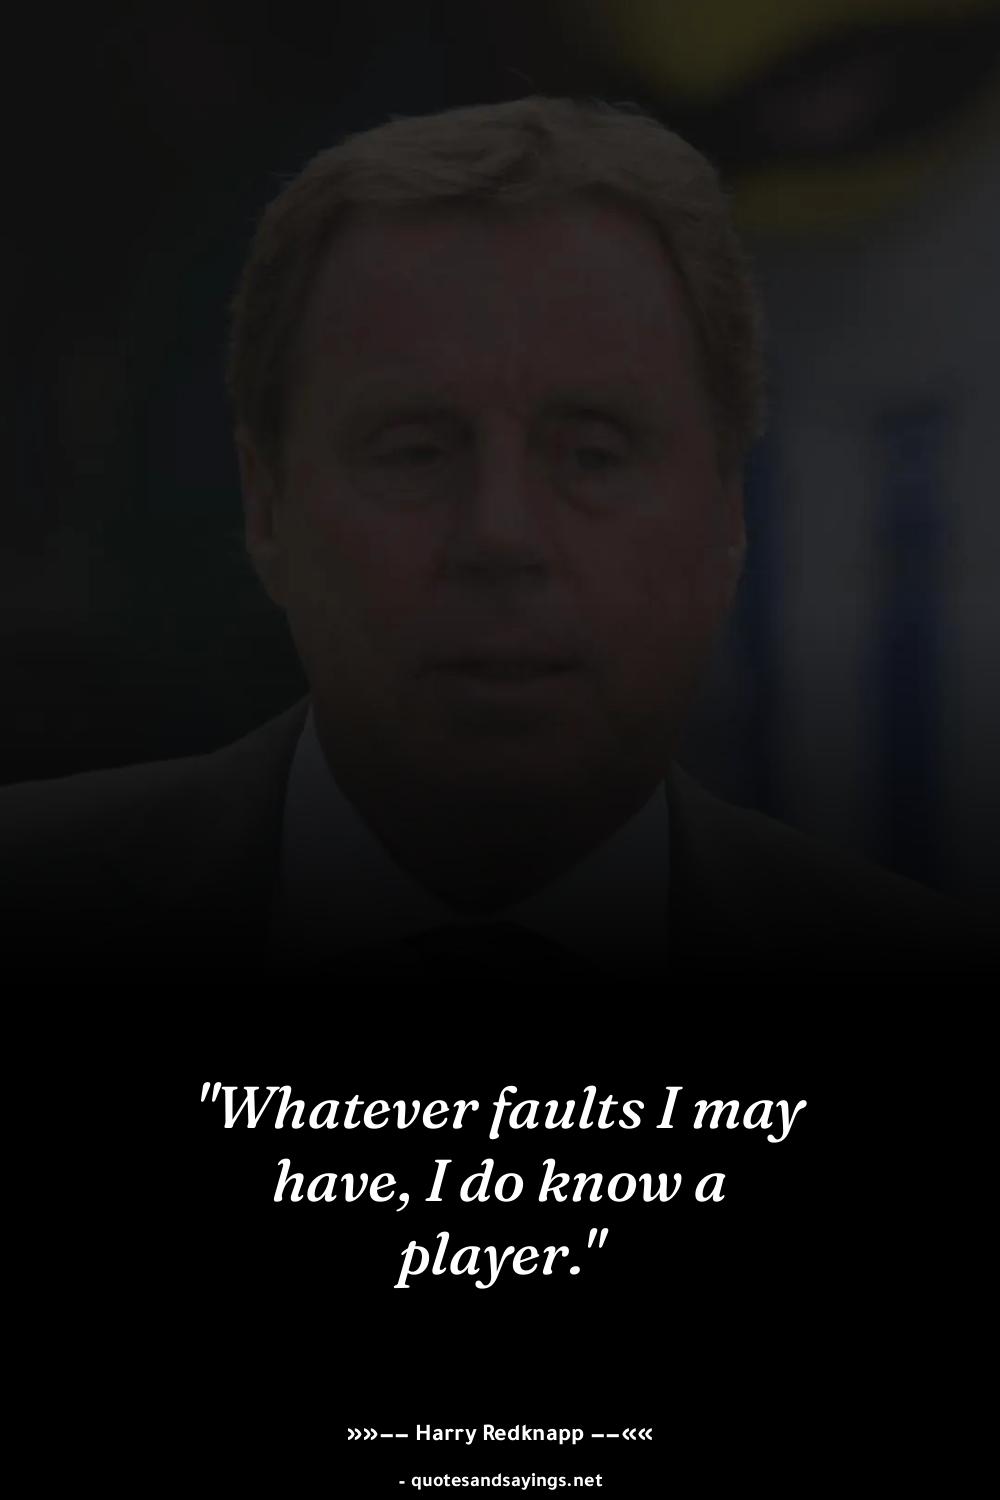 "Whatever faults I may
have, I do know a
player."
»»–– Harry Redknapp ––««
- quotesandsayings.net